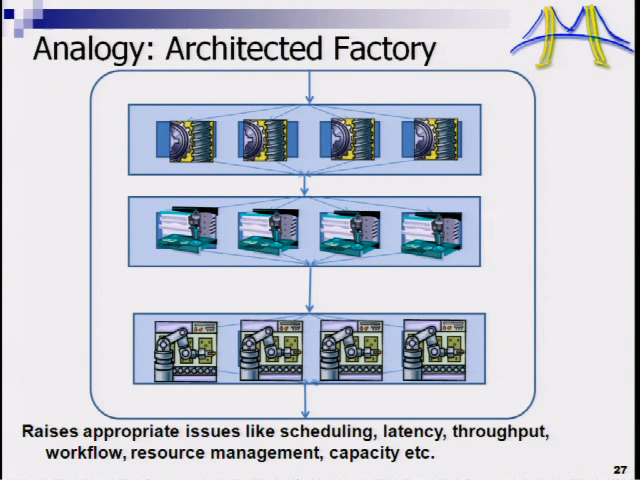 Analogy: Architected Factory
Raises appropriate issues like scheduling, latency, throughput,
workflow, resource management, capacity etc.
27